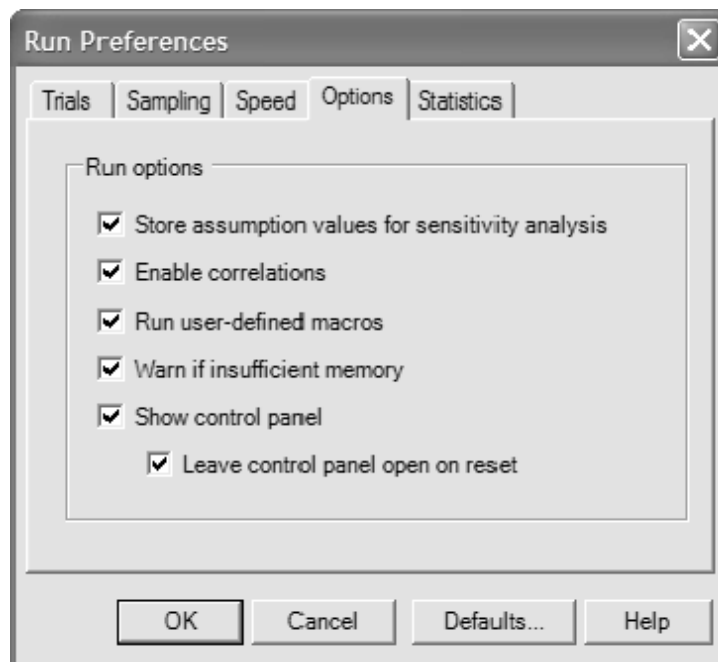 Run Preferences
Trials Sampling Speed Options Statistics
Run options
Store assumption values for sensitivity analysis
Enable correlations
Run user-defined macros
Warn if insufficient memory
Show control panel
Leave control panel open on reset
OK Cancel Defaults... Help